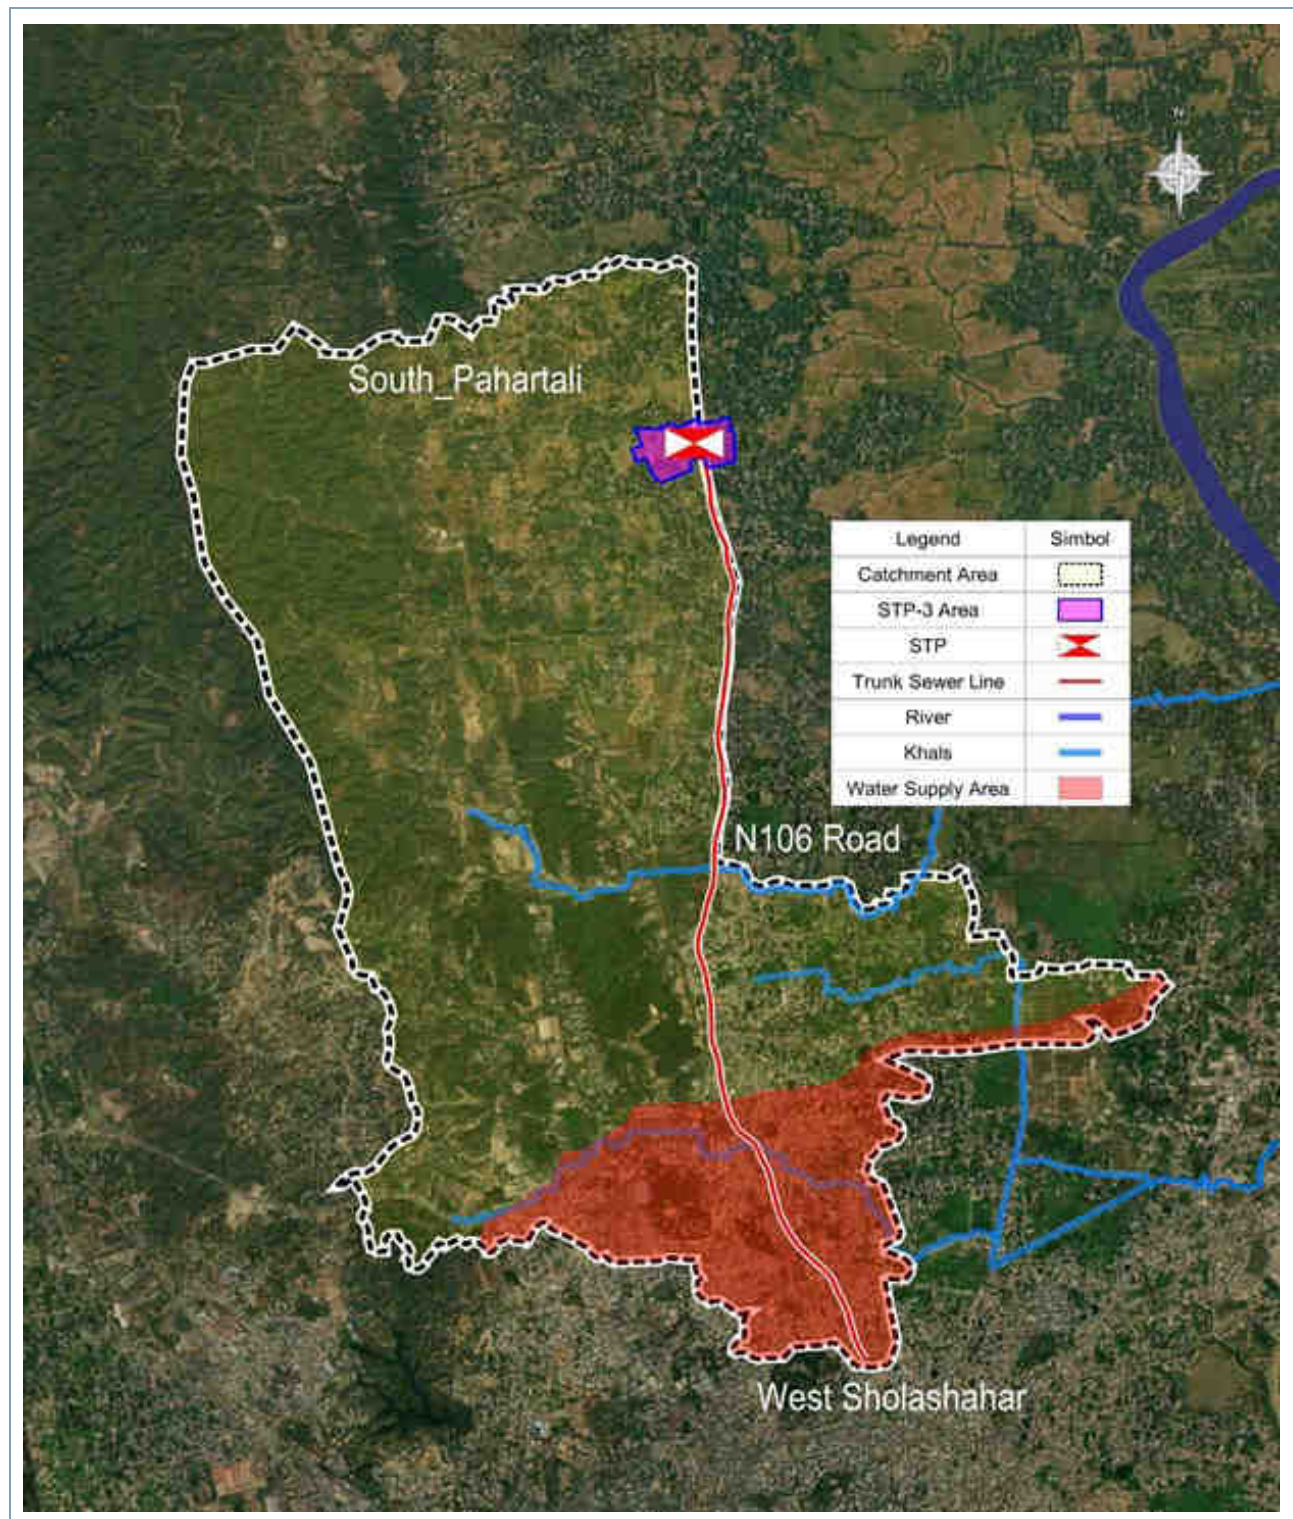 N
South_Pahartali
Legend Simbol
Catchment Area
STP-3 Area
STP
Trunk Sewer Line
River
Khals
Water Supply Area
N106 Road
West Sholashahar